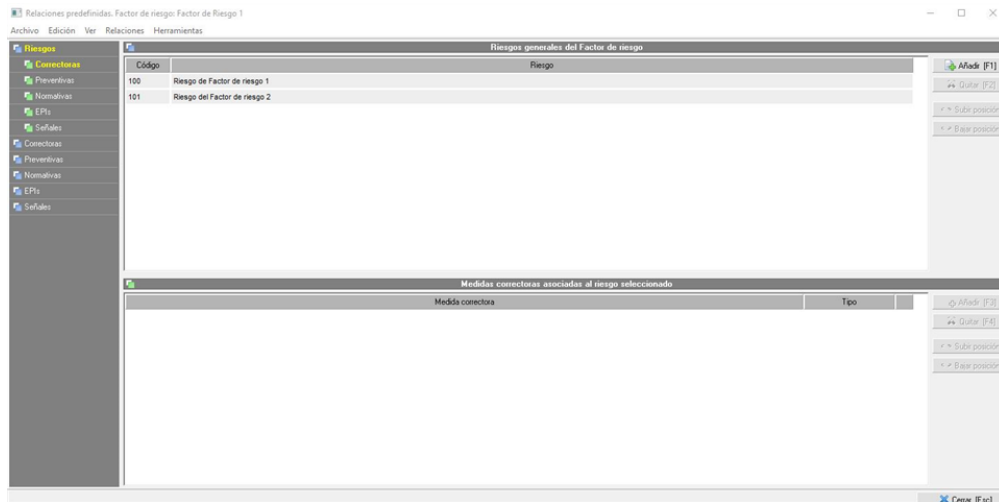 Relaciones predefinidas. Factor de riesgo: Factor de Riesgo 1
Archivo Edición Ver Relaciones Herramientas
Riesgos
Correctoras
Preventivas
Normativas
EPIs
Señales
Correctoras
Preventivas
Normativas
EPIs
Señales
Riesgos generales del Factor de riesgo
Código Riesgo
100 Riesgo de Factor de riesgo 1
101 Riesgo del Factor de riesgo 2
Añadir [F1]
Quitar [F2]
Subir posición
Bajar posición
Medidas correctoras asociadas al riesgo seleccionado
Medida correctora Tipo
Añadir [F3]
Quitar [F4]
Subir posición
Bajar posición
Cerrar [Esc]